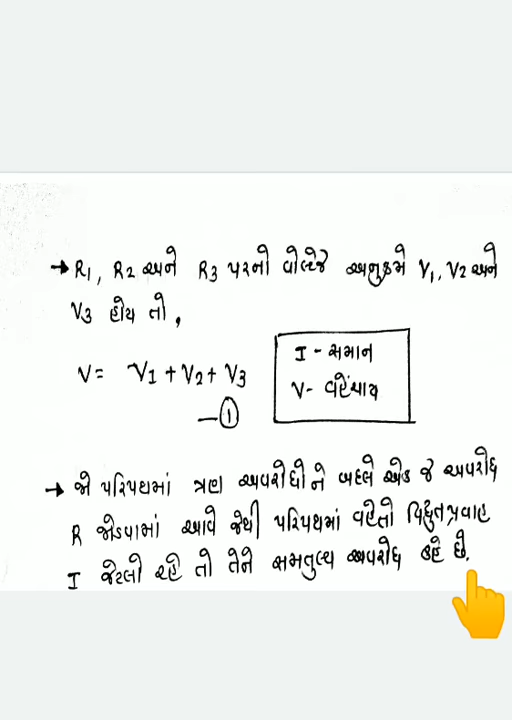 → R1, R2 અને R3 પરનો વોલ્ટેજ અનુક્રમે V1, V2 અને
V3 હોય તો,
V = V1 + V2 + V3
I - સમાન
V - વહેંચાય
—①
→ જો પરિપથમાં ત્રણ અવરોધોને બદલે એક જ અવરોધ
R જોડવામાં આવે જેથી પરિપથમાં વહેતો વિદ્યુતપ્રવાહ
I જેટલો રહે તો તેને સમતુલ્ય અવરોધ કહે છે.